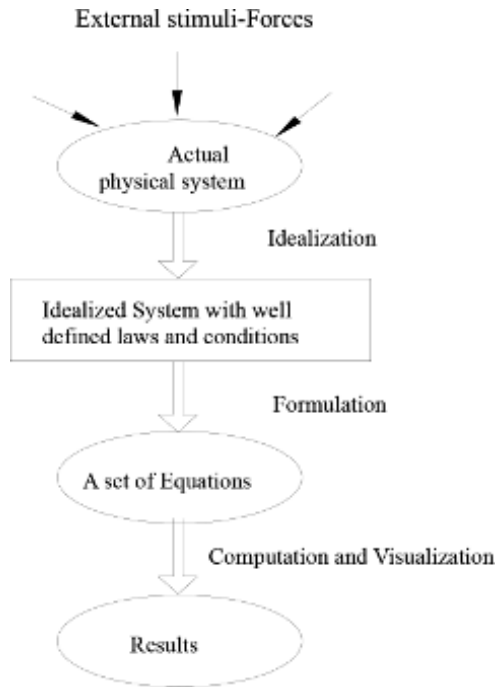 External stimuli-Forces
Actual
physical system
Idealization
Idealized System with well
defined laws and conditions
Formulation
A set of Equations
Computation and Visualization
Results